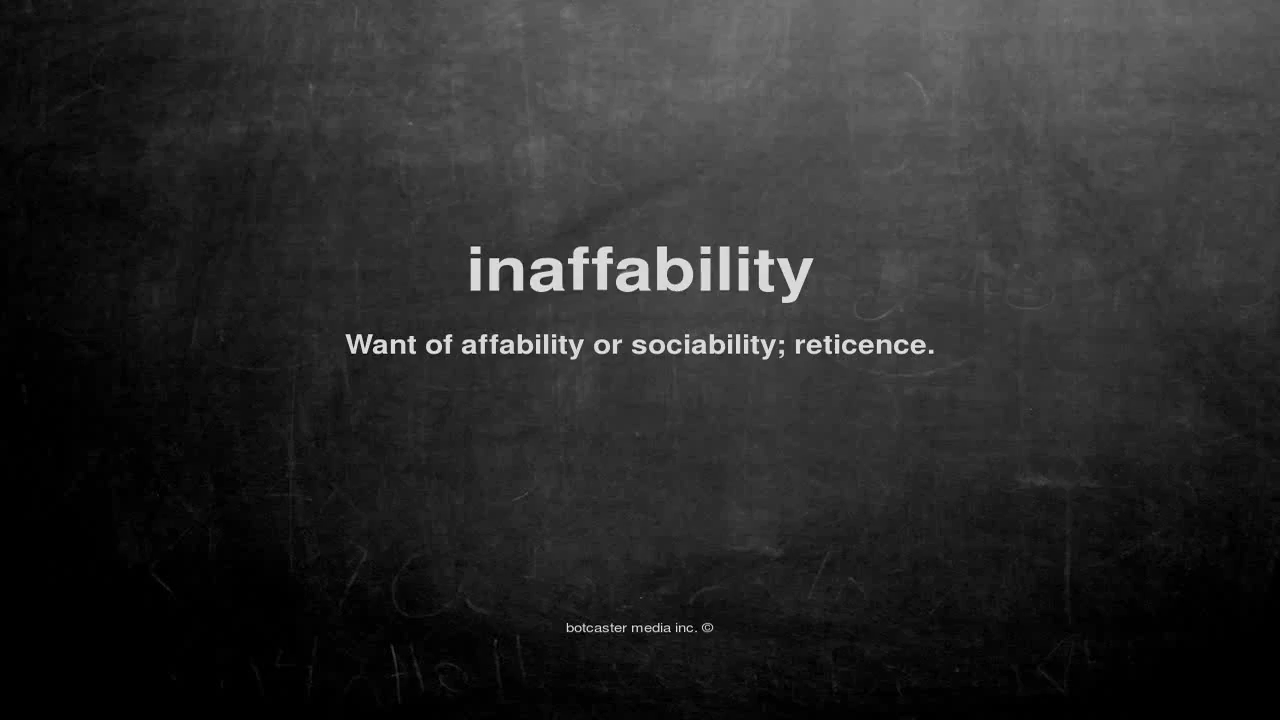 inaffability
Want of affability or sociability; reticence.
botcaster media inc. ©